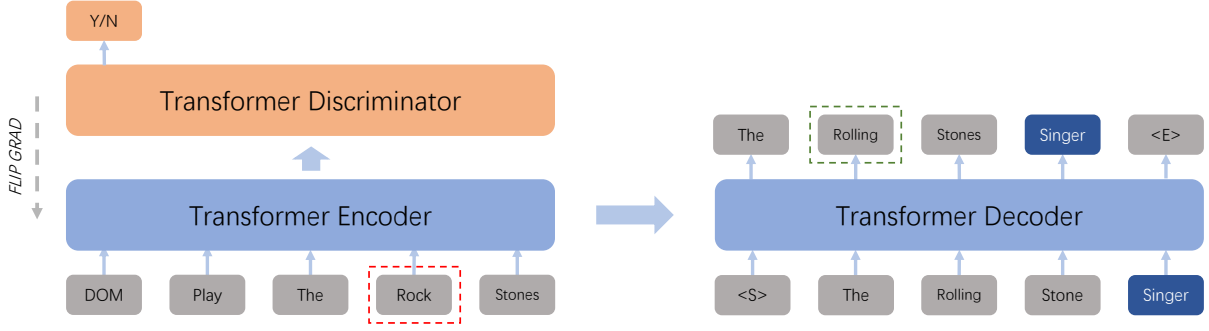 Y/N
Transformer Discriminator
FLIP GRAD
Transformer Encoder
DOM Play The Rock Stones
The Rolling Stones Singer <E>
Transformer Decoder
<S> The Rolling Stone Singer